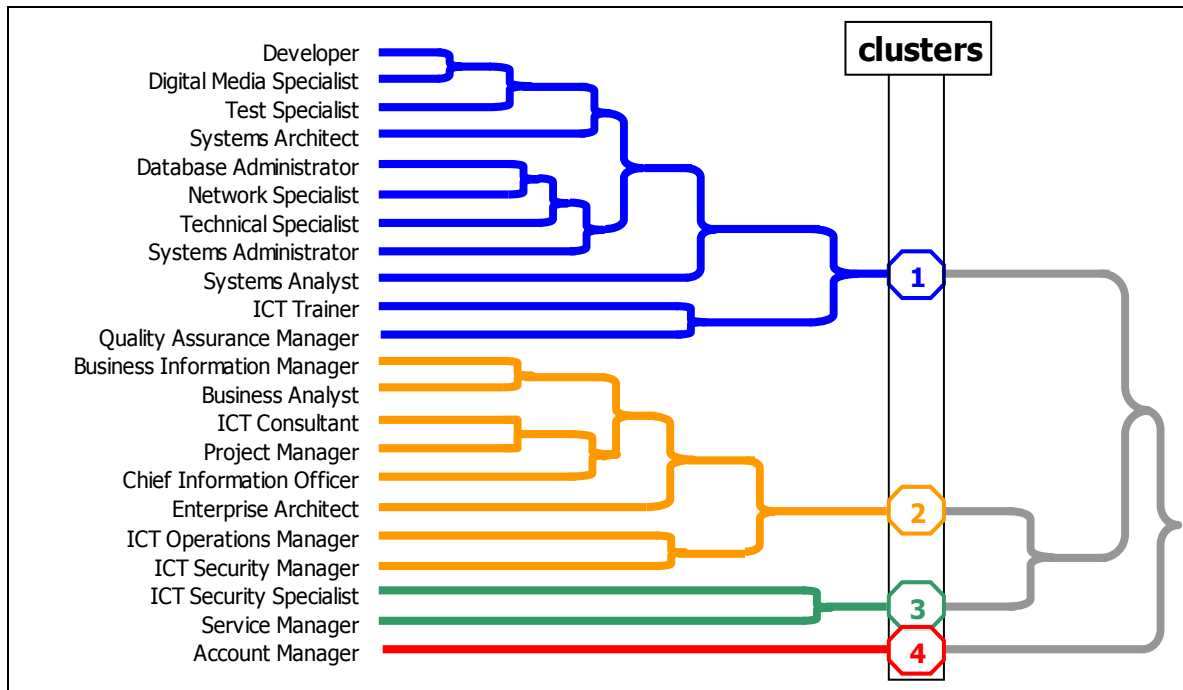 clusters
Developer
Digital Media Specialist
Test Specialist
Systems Architect
Database Administrator
Network Specialist
Technical Specialist
Systems Administrator
Systems Analyst
1
ICT Trainer
Quality Assurance Manager
Business Information Manager
Business Analyst
ICT Consultant
Project Manager
Chief Information Officer
Enterprise Architect
2
ICT Operations Manager
ICT Security Manager
ICT Security Specialist
3
Service Manager
Account Manager
4